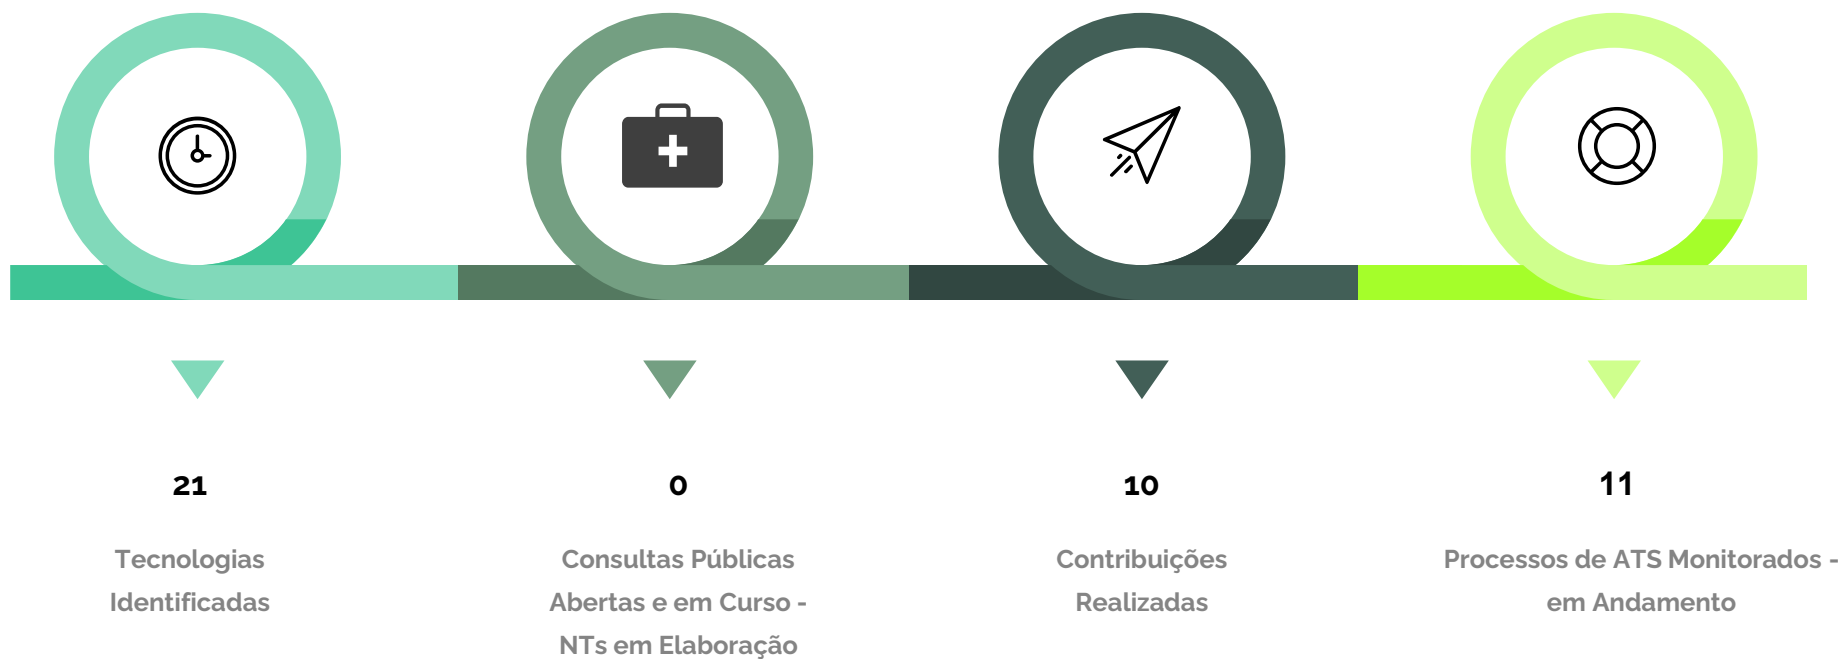 21
Tecnologias
Identificadas
0
Consultas Públicas
Abertas e em Curso -
NTs em Elaboração
10
Contribuições
Realizadas
11
Processos de ATS Monitorados -
em Andamento